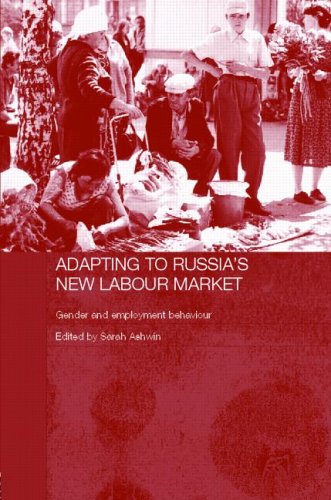 ADAPTING TO RUSSIA'S
NEW LABOUR MARKET
Gender and employment behaviour
Edited by Sarah Ashwin